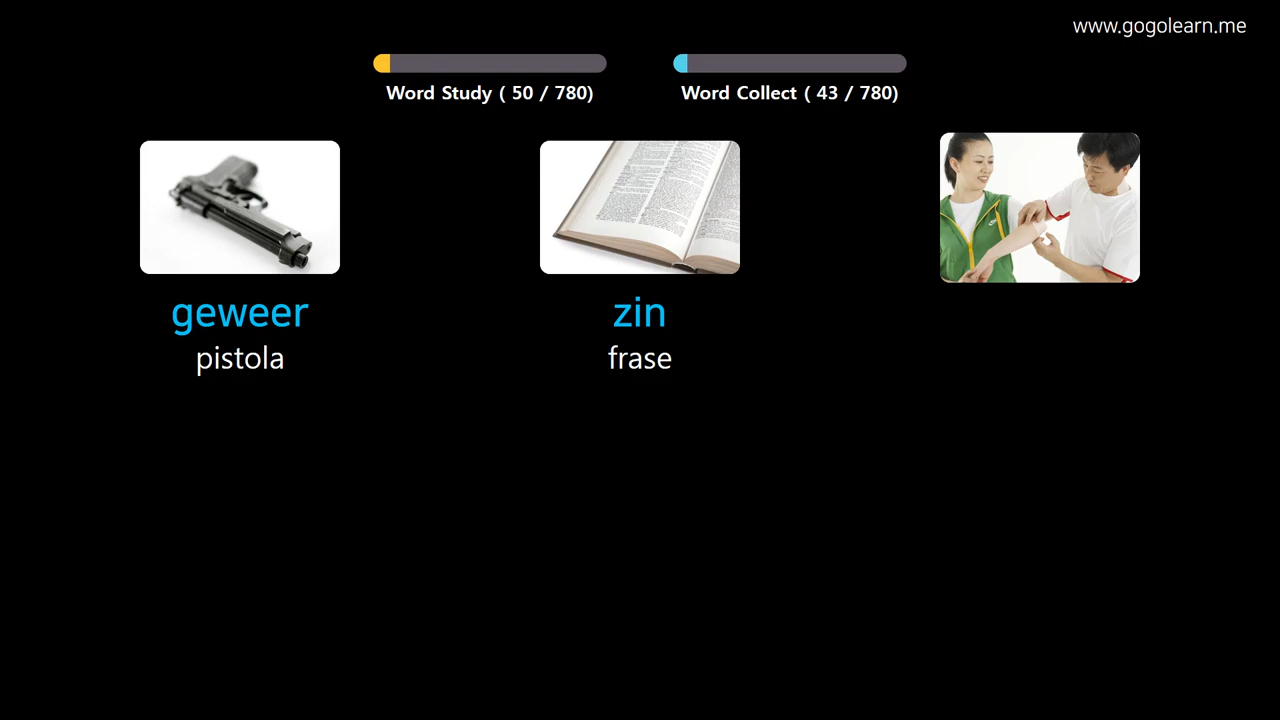 www.gogolearn.me
Word Study ( 50 / 780)
Word Collect ( 43 / 780)
geweer
pistola
zin
frase